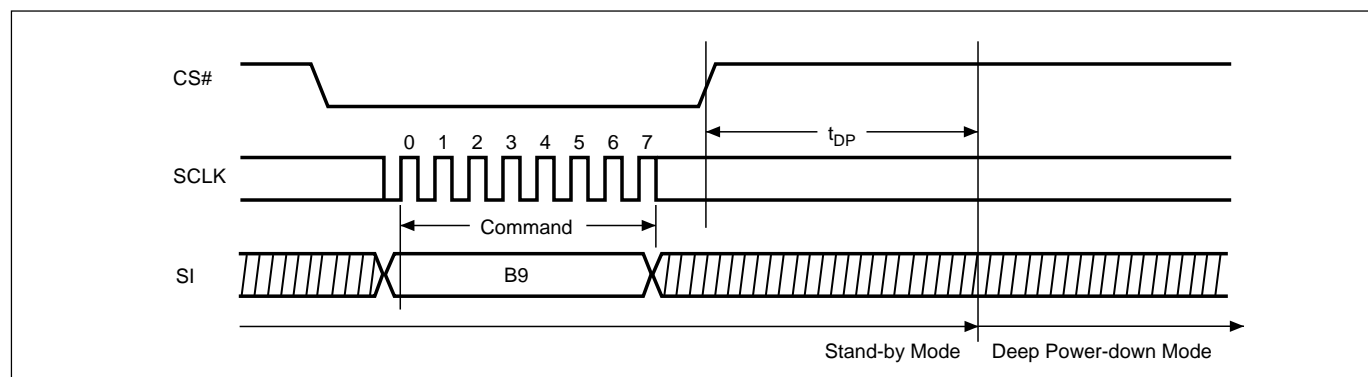 CS#
tDP
0 1 2 3 4 5 6 7
SCLK
Command
SI
B9
Stand-by Mode Deep Power-down Mode